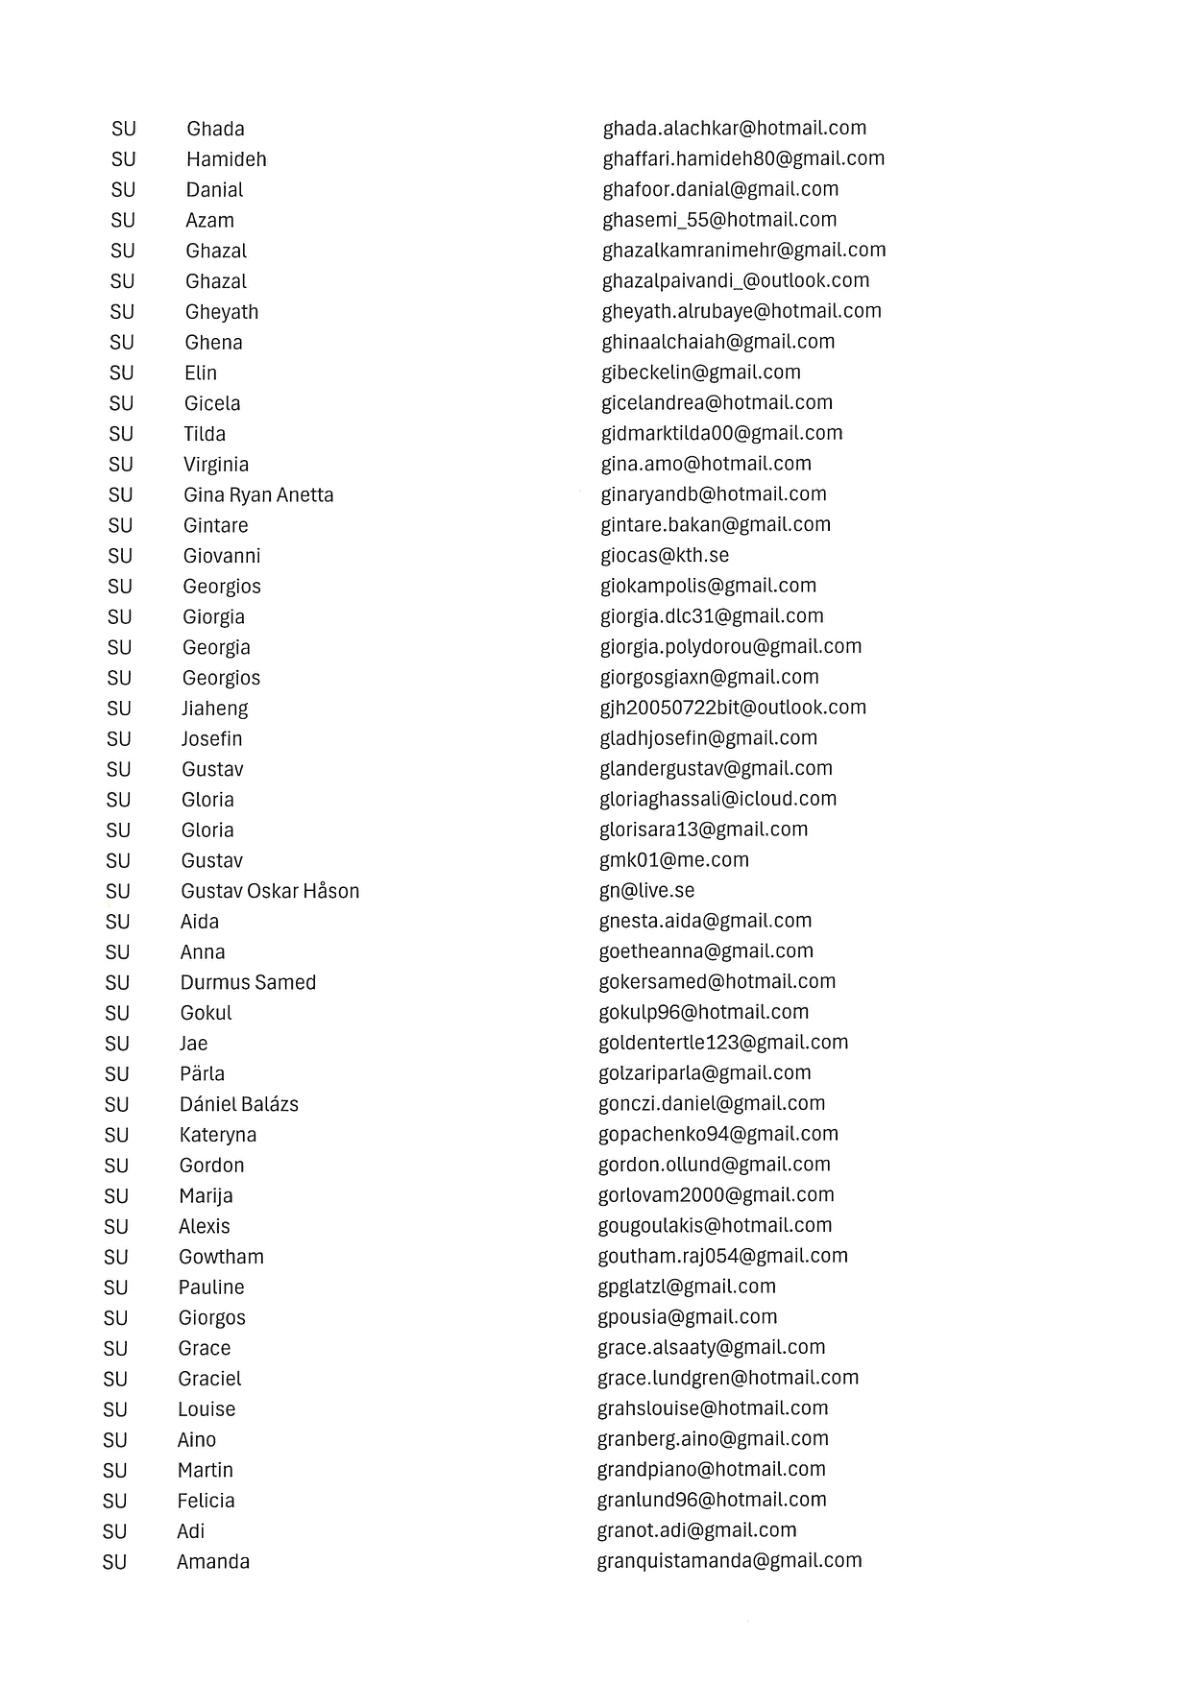 SU Ghada ghada.alachkar@hotmail.com
SU Hamideh ghaffari.hamideh80@gmail.com
SU Danial ghafoor.danial@gmail.com
SU Azam ghasemi_55@hotmail.com
SU Ghazal ghazalkamranimehr@gmail.com
SU Ghazal ghazalpaivandi_@outlook.com
SU Gheyath gheyath.alrubaye@hotmail.com
SU Ghena ghinaalchaiah@gmail.com
SU Elin gibeckelin@gmail.com
SU Gicela gicelandrea@hotmail.com
SU Tilda gidmarktilda00@gmail.com
SU Virginia gina.amo@hotmail.com
SU Gina Ryan Anetta ginaryandb@hotmail.com
SU Gintare gintare.bakan@gmail.com
SU Giovanni giocas@kth.se
SU Georgios giokampolis@gmail.com
SU Giorgia giorgia.dlc31@gmail.com
SU Georgia giorgia.polydorou@gmail.com
SU Georgios giorgosgiaxn@gmail.com
SU Jiaheng gjh20050722bit@outlook.com
SU Josefin gladhjosefin@gmail.com
SU Gustav glandergustav@gmail.com
SU Gloria gloriaghassali@icloud.com
SU Gloria glorisara13@gmail.com
SU Gustav gmk01@me.com
SU Gustav Oskar Håson gn@live.se
SU Aida gnesta.aida@gmail.com
SU Anna goetheanna@gmail.com
SU Durmus Samed gokersamed@hotmail.com
SU Gokul gokulp96@hotmail.com
SU Jae goldentertle123@gmail.com
SU Pärla golzariparla@gmail.com
SU Dániel Balázs gonczi.daniel@gmail.com
SU Kateryna gopachenko94@gmail.com
SU Gordon gordon.ollund@gmail.com
SU Marija gorlovam2000@gmail.com
SU Alexis gougoulakis@hotmail.com
SU Gowtham goutham.raj054@gmail.com
SU Pauline gpglatzl@gmail.com
SU Giorgos gpousia@gmail.com
SU Grace grace.alsaaty@gmail.com
SU Graciel grace.lundgren@hotmail.com
SU Louise grahslouise@hotmail.com
SU Aino granberg.aino@gmail.com
SU Martin grandpiano@hotmail.com
SU Felicia granlund96@hotmail.com
SU Adi granot.adi@gmail.com
SU Amanda granquistamanda@gmail.com